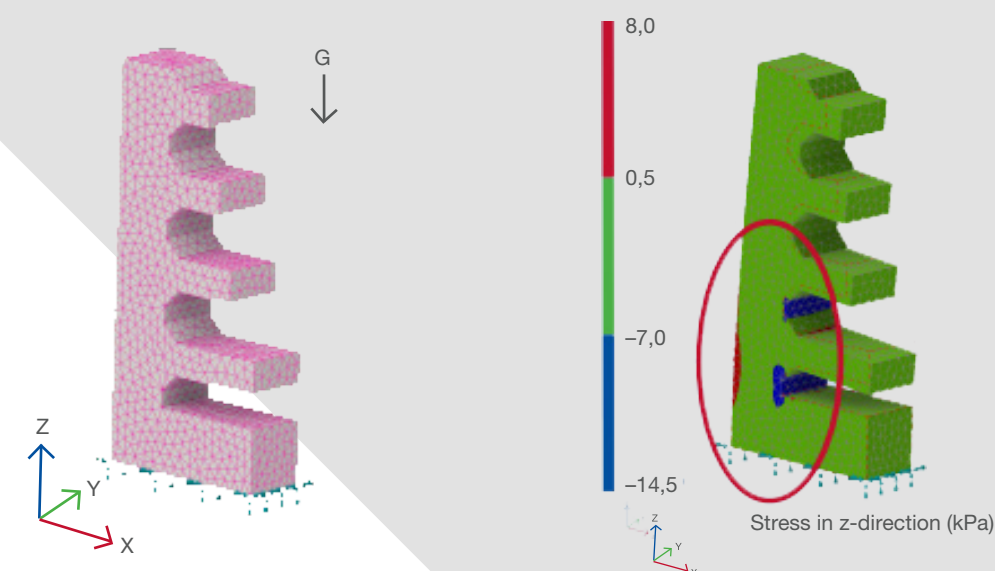 G
Z
Y
X
8,0
0,5
–7,0
–14,5
Z
Y
X
Stress in z-direction (kPa)